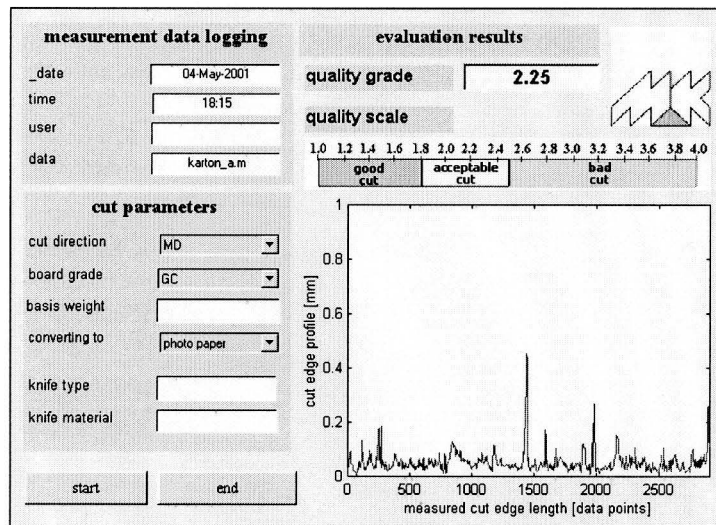 measurement data logging
_date 04-May-2001
time 18:15
user
data karton_a.m
cut parameters
cut direction MD
board grade GC
basis weight
converting to photo paper
knife type
knife material
start end
evaluation results
quality grade 2.25
quality scale
1.0 1.2 1.4 1.6 1.8 2.0 2.2 2.4 2.6 2.8 3.0 3.2 3.4 3.6 3.8 4.0
good cut
acceptable cut
bad cut
1
0.8
0.6
0.4
0.2
0
cut edge profile [mm]
0 500 1000 1500 2000 2500
measured cut edge length [data points]